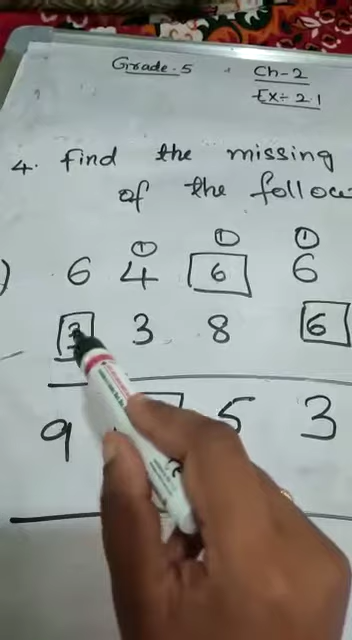 Grade-5 Ch-2
Ex÷2.1
4. find the missing
of the follow
① ① ①
) 6 4 6 6
3 3 8 6
9 5 3